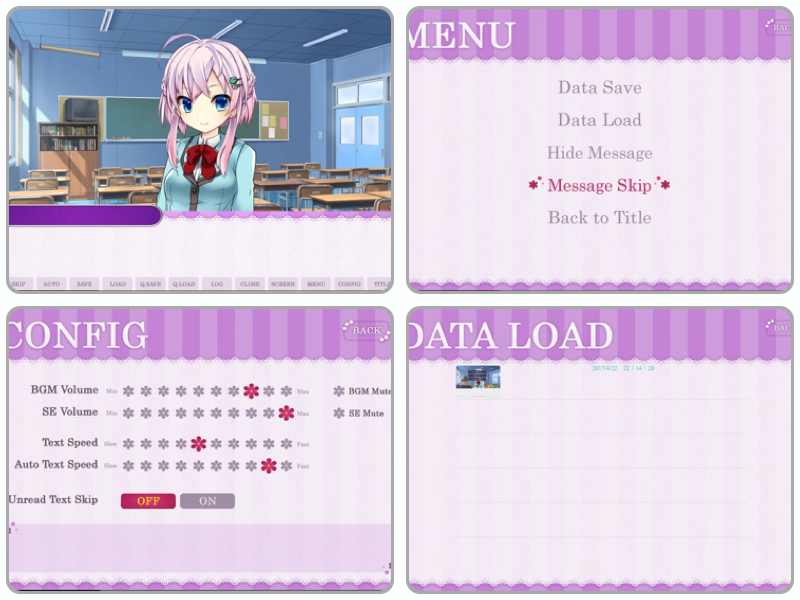 SKIP AUTO SAVE LOAD Q.SAVE Q.LOAD LOG CLOSE SCREEN MENU CONFIG TITL
MENU
BAC
Data Save
Data Load
Hide Message
Message Skip
Back to Title
CONFIG
BACK
BGM Volume Min Max BGM Mute
SE Volume Min Max SE Mute
Text Speed Slow Fast
Auto Text Speed Slow Fast
Unread Text Skip OFF ON
DATA LOAD
BAC
2017/4/22 22:14:28